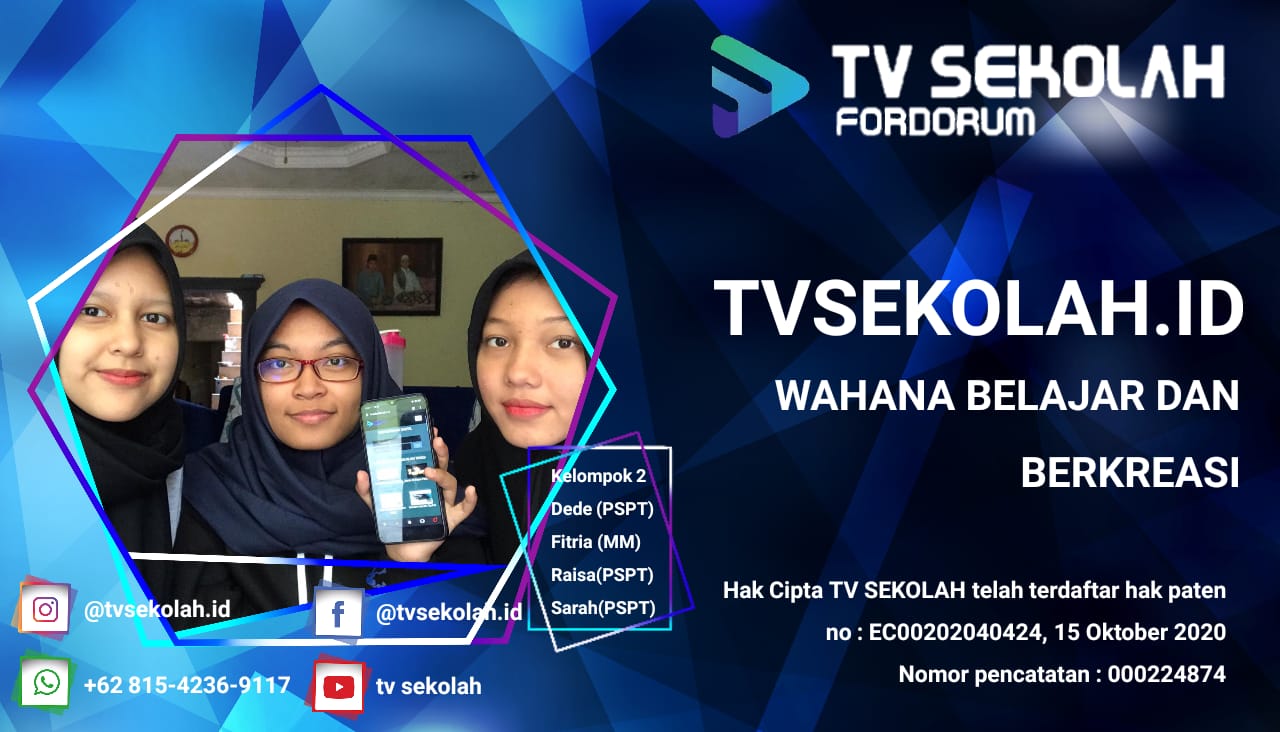 TV SEKOLAH
FORDORUM
TVSEKOLAH.ID
WAHANA BELAJAR DAN
BERKREASI
Kelompok 2
Dede (PSPT)
Fitria (MM)
Raisa(PSPT)
Sarah(PSPT)
Hak Cipta TV SEKOLAH telah terdaftar hak paten
no : EC00202040424, 15 Oktober 2020
Nomor pencatatan : 000224874
@tvsekolah.id
@tvsekolah.id
+62 815-4236-9117
tv sekolah